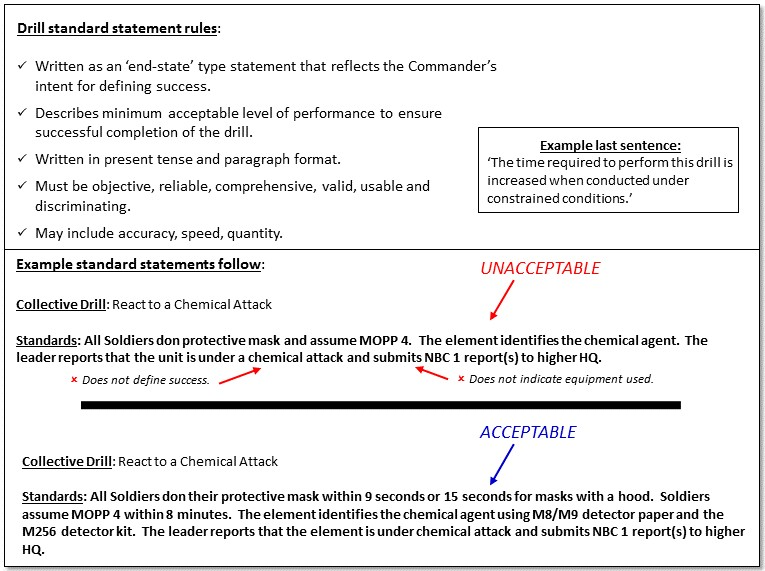 Drill standard statement rules:
✓ Written as an ‘end-state’ type statement that reflects the Commander’s
intent for defining success.
✓ Describes minimum acceptable level of performance to ensure
successful completion of the drill.
✓ Written in present tense and paragraph format.
✓ Must be objective, reliable, comprehensive, valid, usable and
discriminating.
✓ May include accuracy, speed, quantity.
Example last sentence:
‘The time required to perform this drill is
increased when conducted under
constrained conditions.’
Example standard statements follow:
UNACCEPTABLE
Collective Drill: React to a Chemical Attack
Standards: All Soldiers don protective mask and assume MOPP 4. The element identifies the chemical agent. The
leader reports that the unit is under a chemical attack and submits NBC 1 report(s) to higher HQ.
× Does not define success.
× Does not indicate equipment used.
ACCEPTABLE
Collective Drill: React to a Chemical Attack
Standards: All Soldiers don their protective mask within 9 seconds or 15 seconds for masks with a hood. Soldiers
assume MOPP 4 within 8 minutes. The element identifies the chemical agent using M8/M9 detector paper and the
M256 detector kit. The leader reports that the element is under chemical attack and submits NBC 1 report(s) to higher
HQ.